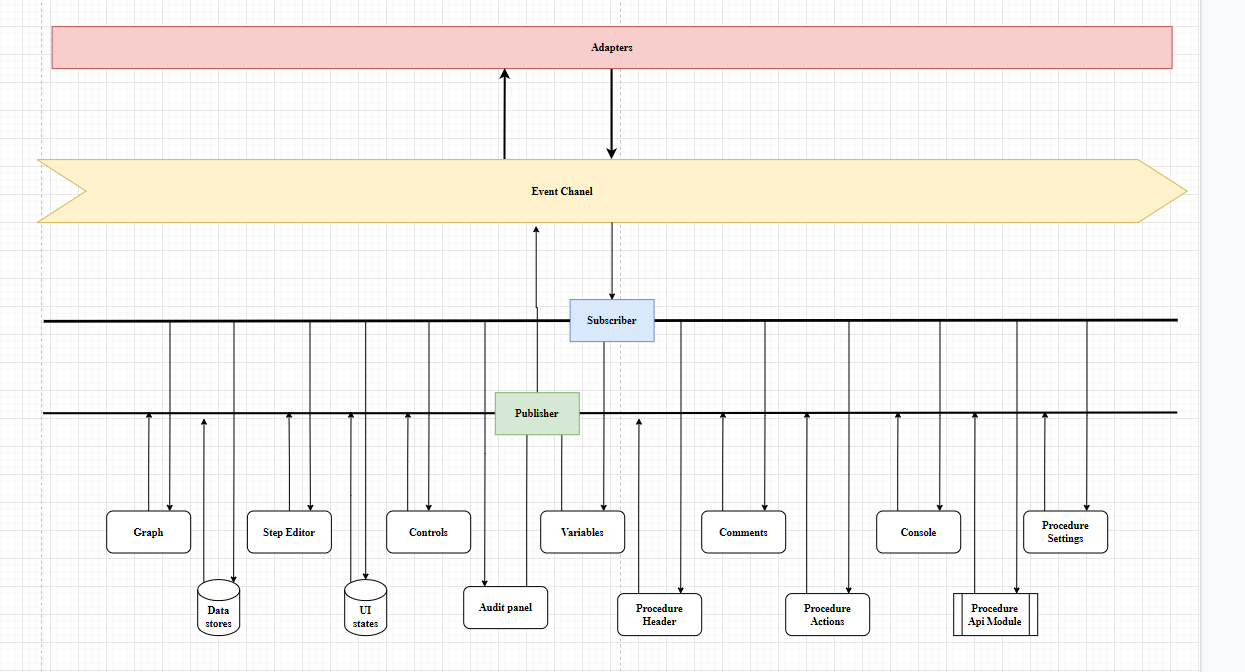 Adapters
Event Chanel
Subscriber
Publisher
Graph
Step Editor
Controls
Variables
Comments
Console
Procedure
Settings
Data
stores
UI
states
Audit panel
Procedure
Header
Procedure
Actions
Procedure
Api Module